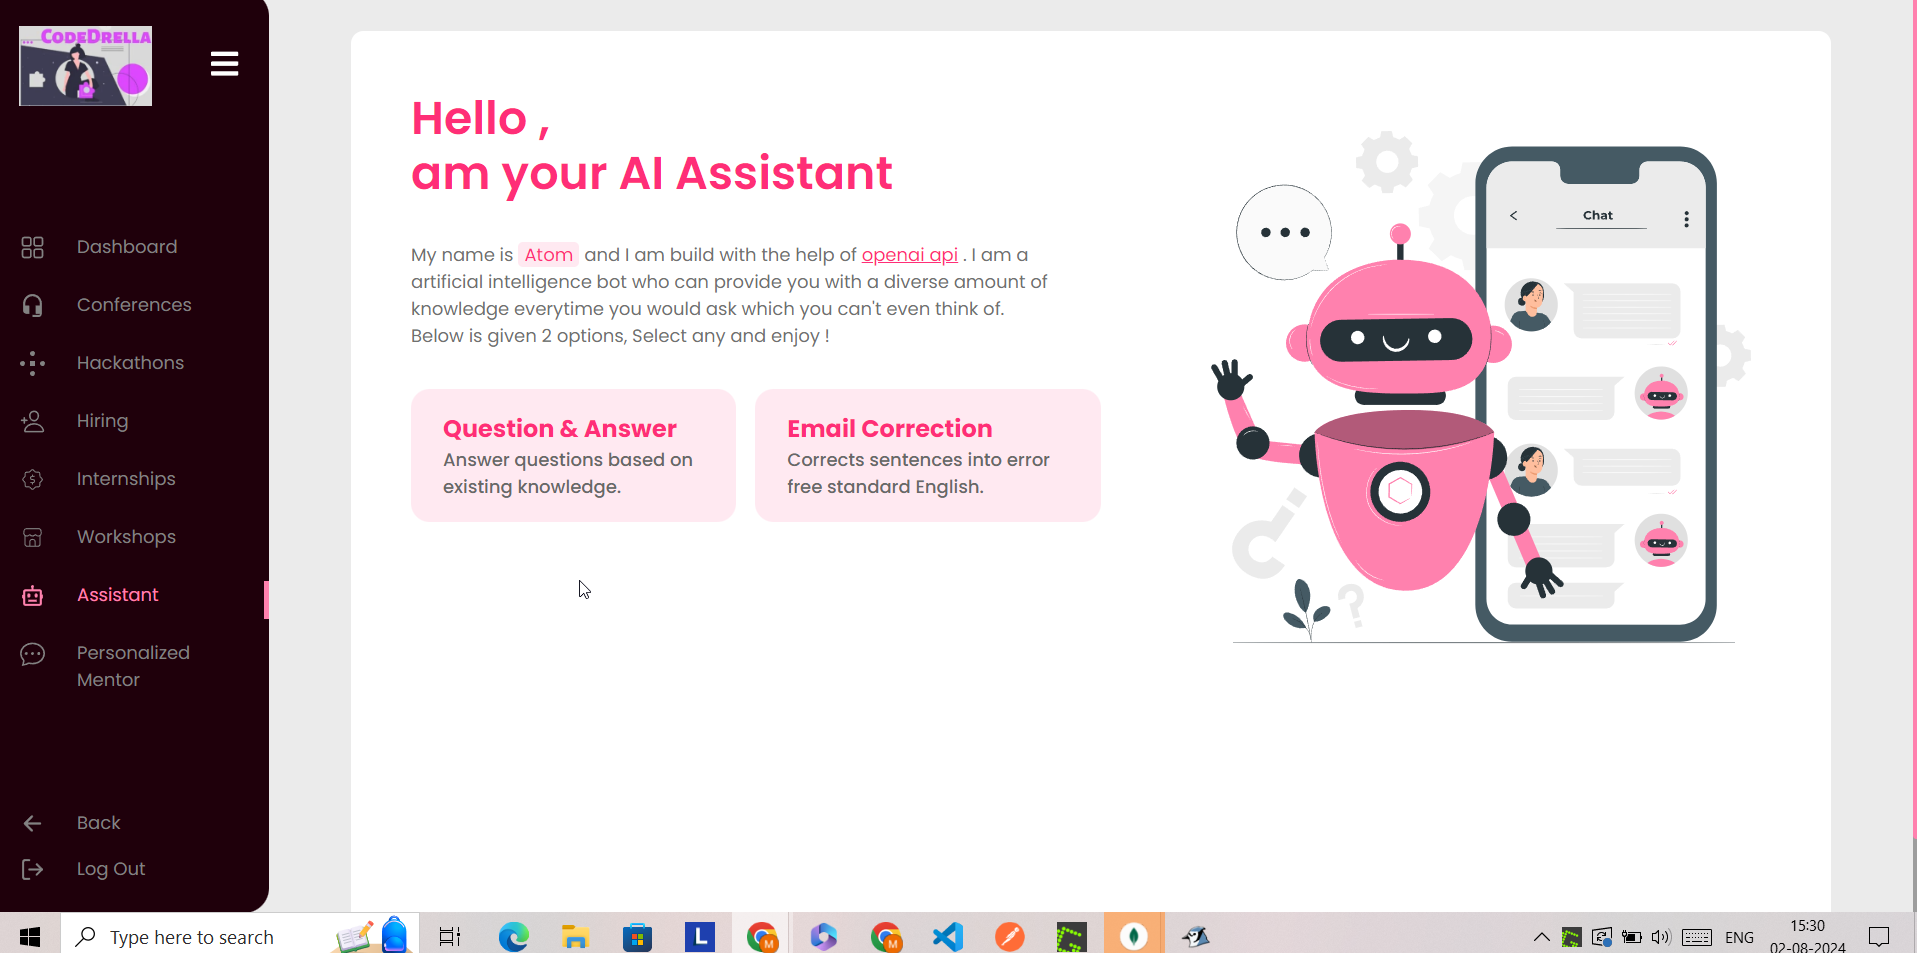 CODEDRELLA
Dashboard
Conferences
Hackathons
Hiring
Internships
Workshops
Assistant
Personalized
Mentor
Back
Log Out
Hello ,
am your AI Assistant
My name is Atom and I am build with the help of openai api . I am a
artificial intelligence bot who can provide you with a diverse amount of
knowledge everytime you would ask which you can't even think of.
Below is given 2 options, Select any and enjoy !
Question & Answer
Answer questions based on
existing knowledge.
Email Correction
Corrects sentences into error
free standard English.
Chat
Type here to search
L
M
M
ENG
15:30
02-08-2024